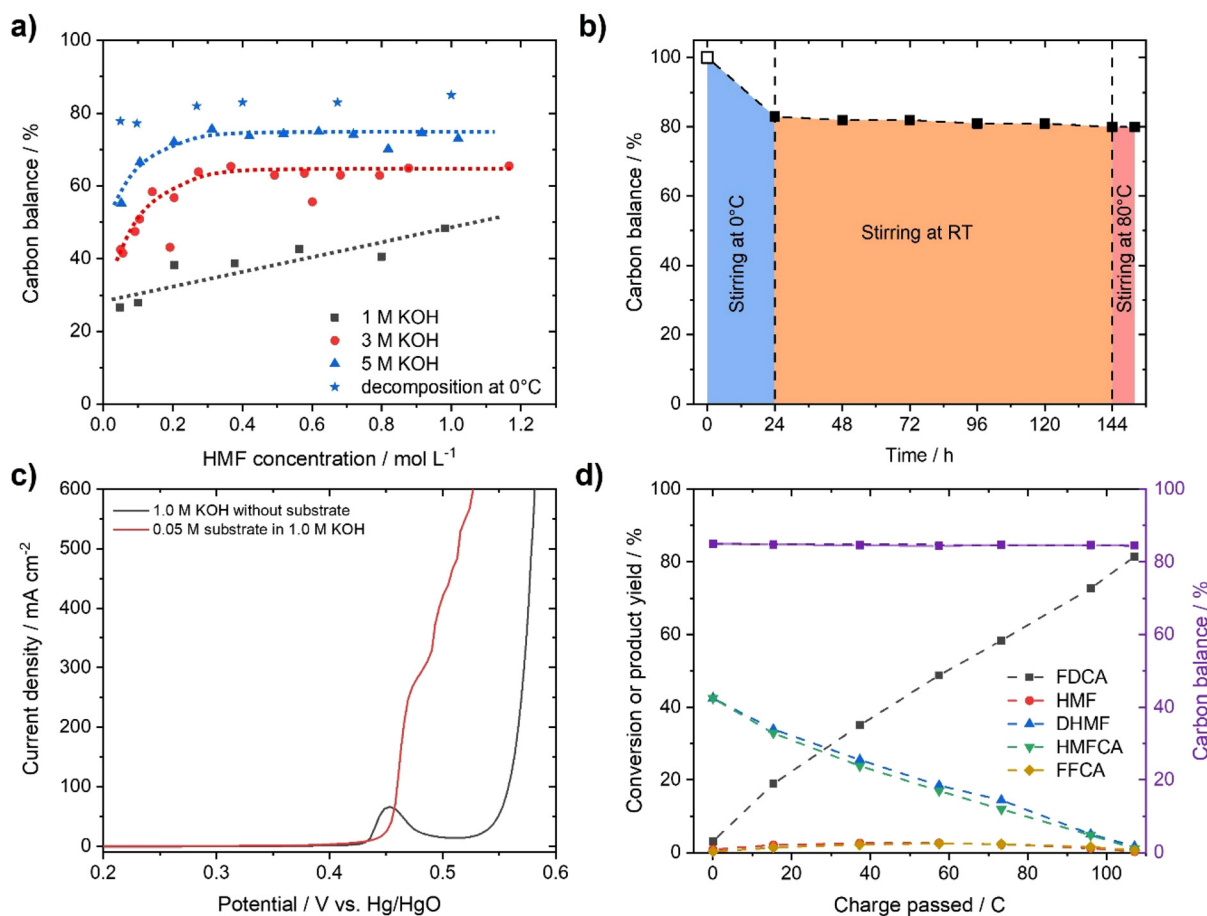 a)
Carbon balance / %
100
80
60
40
20
0
0.0 0.2 0.4 0.6 0.8 1.0 1.2
HMF concentration / mol L⁻¹
1 M KOH
3 M KOH
5 M KOH
decomposition at 0°C
b)
Carbon balance / %
100
80
60
40
20
0
Stirring at 0°C
Stirring at RT
Stirring at 80°C
0 24 48 72 96 120 144
Time / h
c)
Current density / mA cm⁻²
600
500
400
300
200
100
0
1.0 M KOH without substrate
0.05 M substrate in 1.0 M KOH
0.2 0.3 0.4 0.5 0.6
Potential / V vs. Hg/HgO
d)
Conversion or product yield / %
100
80
60
40
20
0
FDCA
HMF
DHMF
HMFCA
FFCA
100
80
60
40
20
0
Carbon balance / %
0 20 40 60 80 100
Charge passed / C